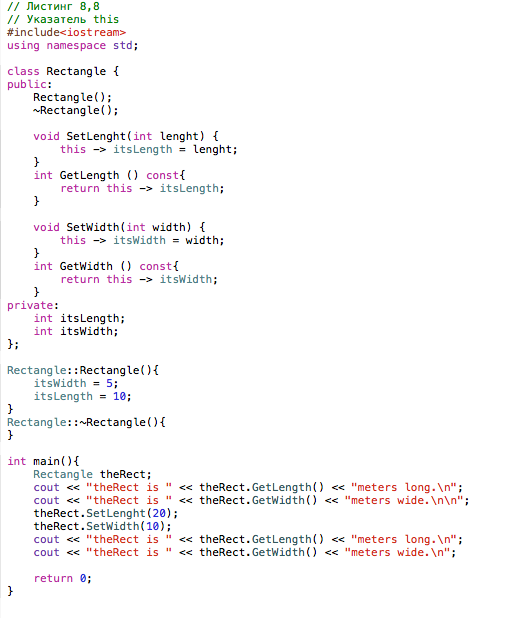 // Листинг 8,8
// Указатель this
#include<iostream>
using namespace std;
class Rectangle {
public:
    Rectangle();
    ~Rectangle();
    void SetLenght(int lenght) {
        this -> itsLength = lenght;
    }
    int GetLength () const{
        return this -> itsLength;
    }
    void SetWidth(int width) {
        this -> itsWidth = width;
    }
    int GetWidth () const{
        return this -> itsWidth;
    }
private:
    int itsLength;
    int itsWidth;
};
Rectangle::Rectangle(){
    itsWidth = 5;
    itsLength = 10;
}
Rectangle::~Rectangle(){
}
int main(){
    Rectangle theRect;
    cout << "theRect is " << theRect.GetLength() << "meters long.\n";
    cout << "theRect is " << theRect.GetWidth() << "meters wide.\n\n";
    theRect.SetLenght(20);
    theRect.SetWidth(10);
    cout << "theRect is " << theRect.GetLength() << "meters long.\n";
    cout << "theRect is " << theRect.GetWidth() << "meters wide.\n";
    return 0;
}